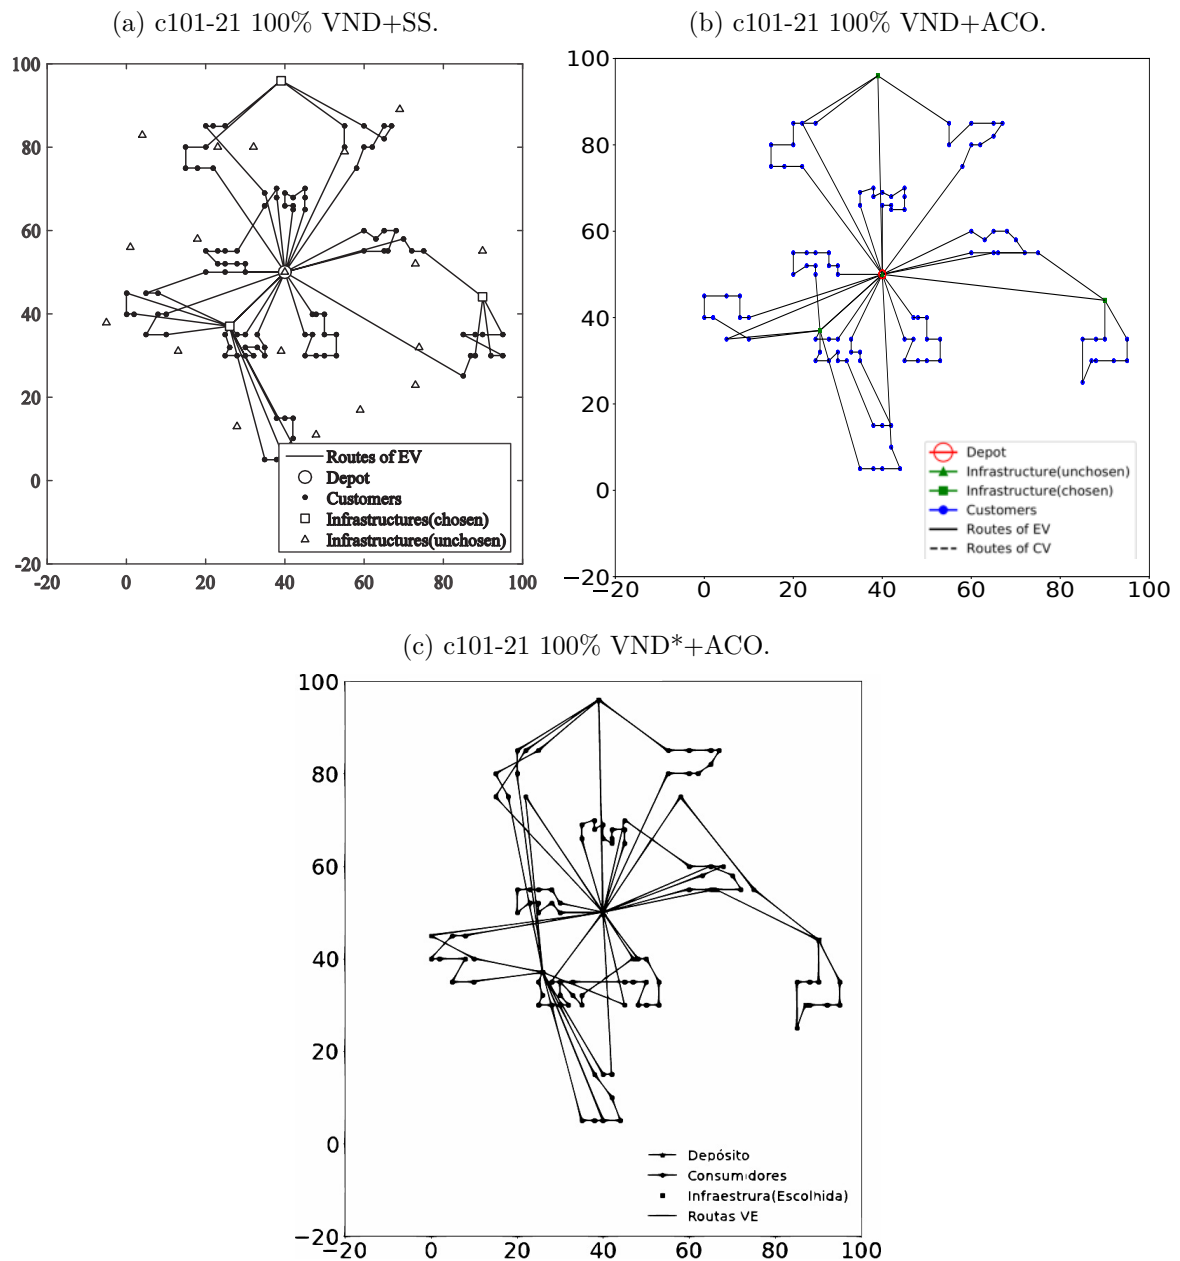 (a) c101-21 100% VND+SS.
(b) c101-21 100% VND+ACO.
100
80
60
40
20
0
-20
-20
0
20
40
60
80
100
Routes of EV
Depot
Customers
Infrastructures(chosen)
Infrastructures(unchosen)
100
80
60
40
20
0
−20
−20
0
20
40
60
80
100
Depot
Infrastructure(unchosen)
Infrastructure(chosen)
Customers
Routes of EV
Routes of CV
(c) c101-21 100% VND*+ACO.
100
80
60
40
20
0
−20
−20
0
20
40
60
80
100
Depósito
Consumidores
Infraestrura(Escolhida)
Routas VE